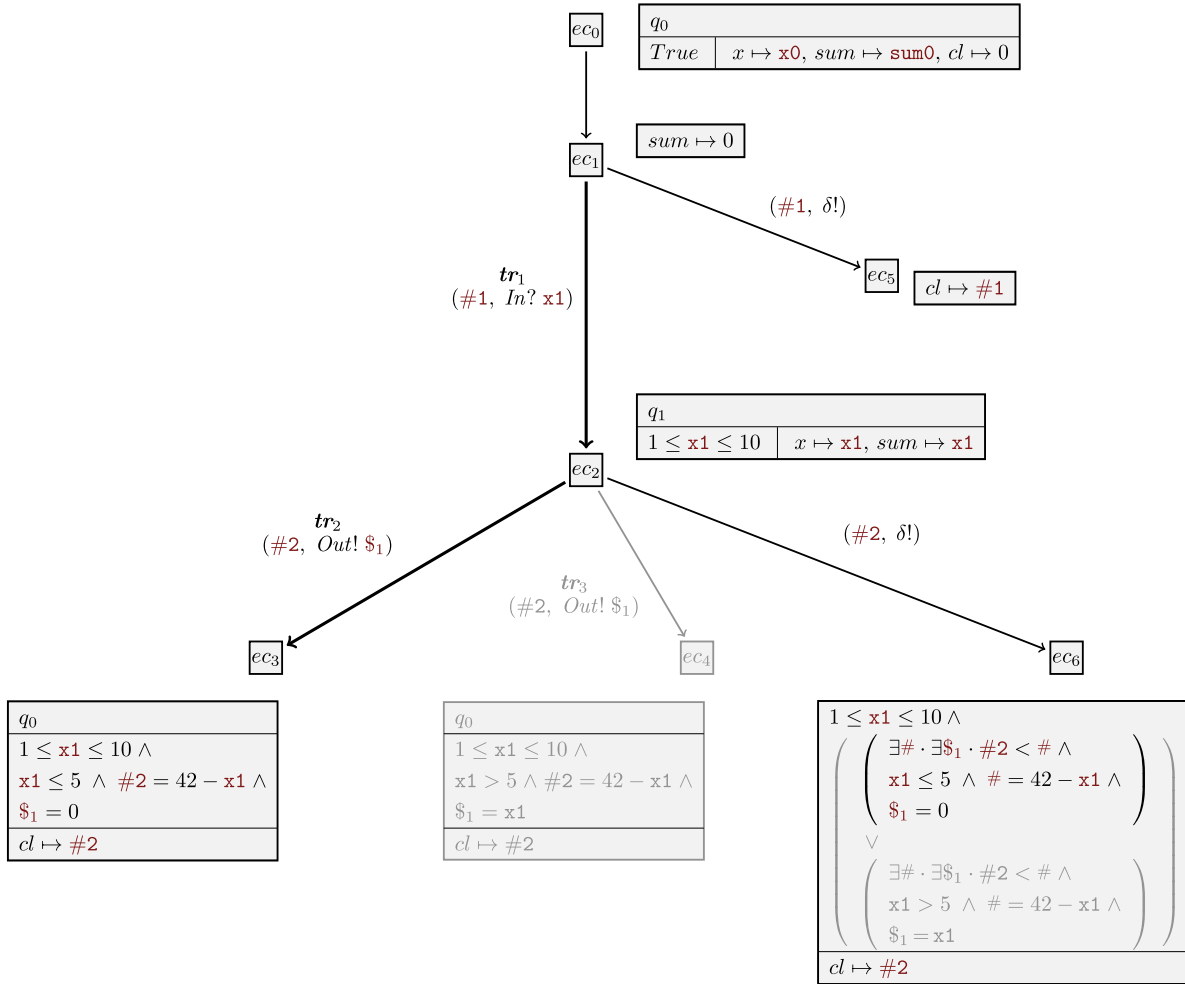 ec₀
q₀
True x ↦ x0, sum ↦ sum0, cl ↦ 0
ec₁
sum ↦ 0
(#1, δ!)
ec₅
cl ↦ #1
tr₁
(#1, In? x1)
q₁
1 ≤ x1 ≤ 10 x ↦ x1, sum ↦ x1
ec₂
tr₂
(#2, Out! $₁)
(#2, δ!)
tr₃
(#2, Out! $₁)
ec₃
ec₄
ec₆
q₀
1 ≤ x1 ≤ 10 ∧
x1 ≤ 5 ∧ #2 = 42 − x1 ∧
$₁ = 0
cl ↦ #2
q₀
1 ≤ x1 ≤ 10 ∧
x1 > 5 ∧ #2 = 42 − x1 ∧
$₁ = x1
cl ↦ #2
1 ≤ x1 ≤ 10 ∧
( ( ∃# · ∃$₁ · #2 < # ∧
x1 ≤ 5 ∧ # = 42 − x1 ∧
$₁ = 0 )
∨
( ∃# · ∃$₁ · #2 < # ∧
x1 > 5 ∧ # = 42 − x1 ∧
$₁ = x1 ) )
cl ↦ #2